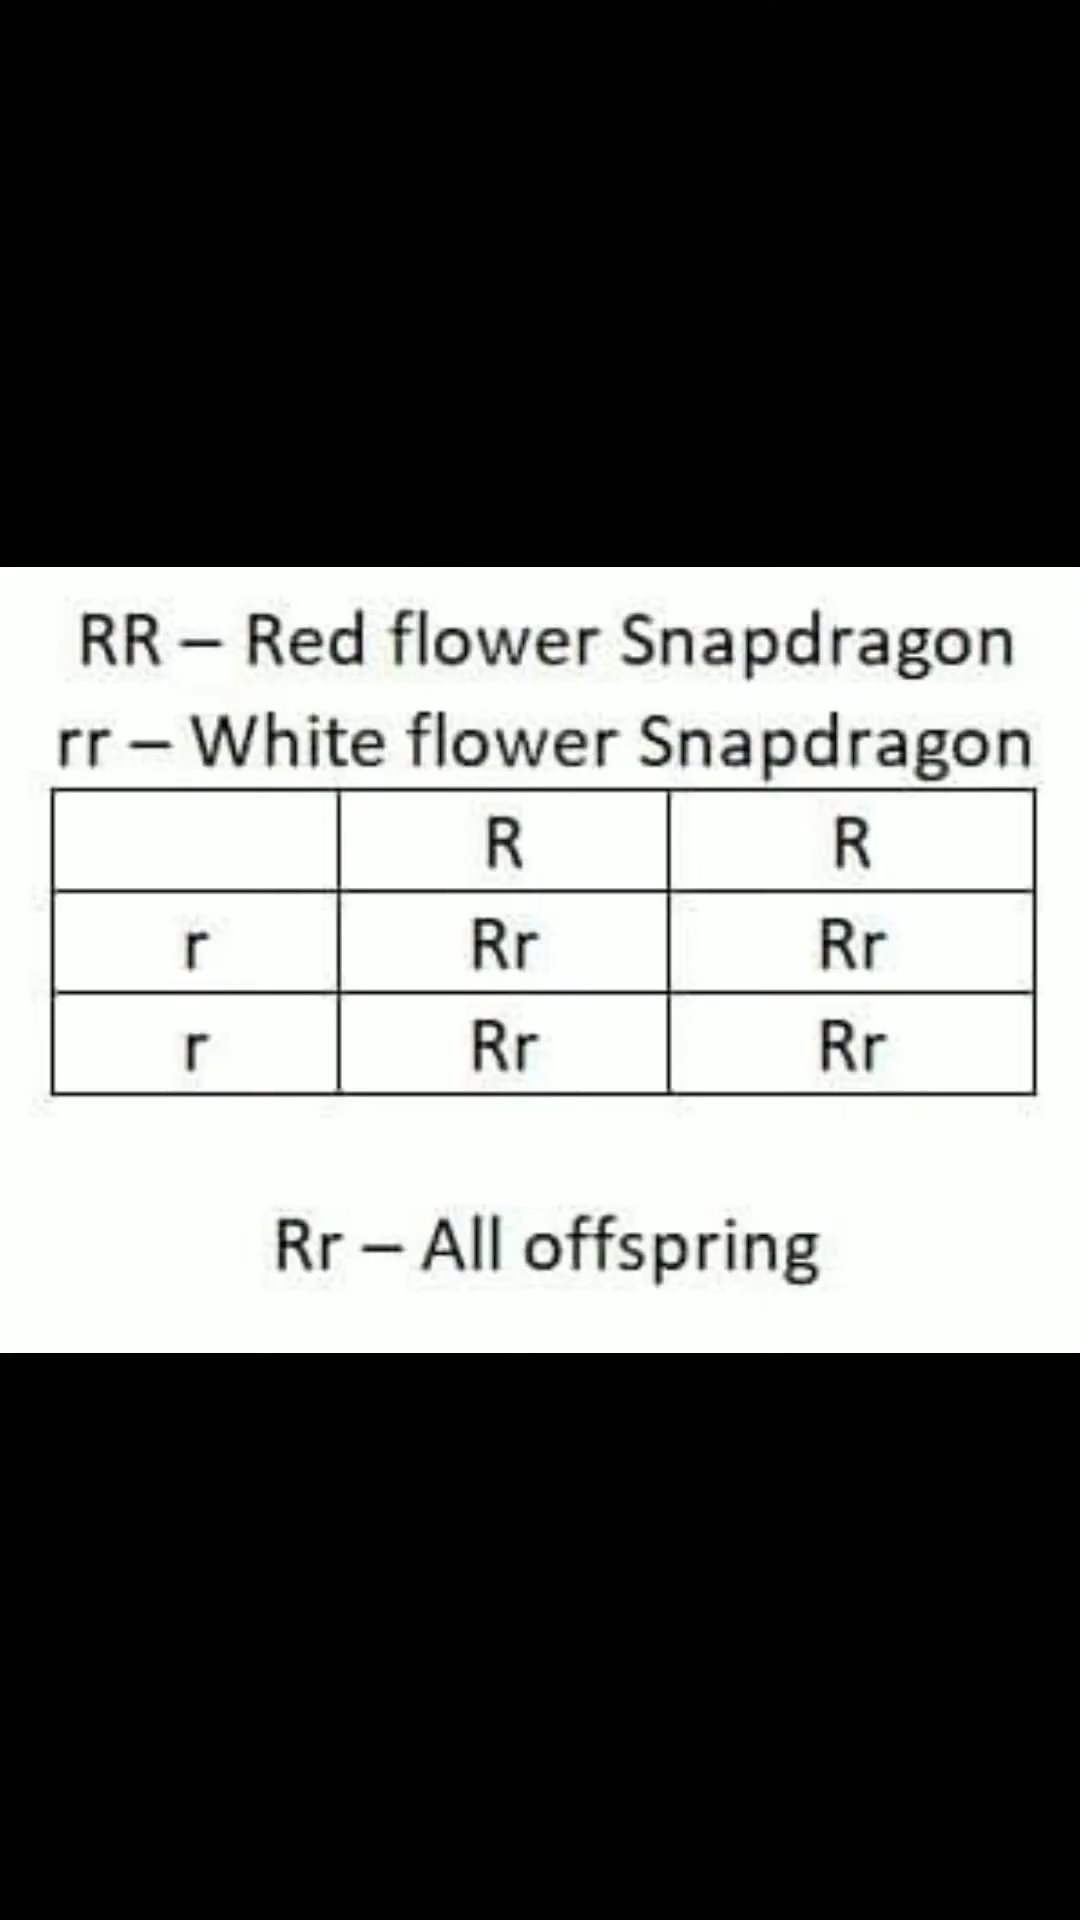 RR – Red flower Snapdragon
rr – White flower Snapdragon
R R
r Rr Rr
r Rr Rr
Rr – All offspring